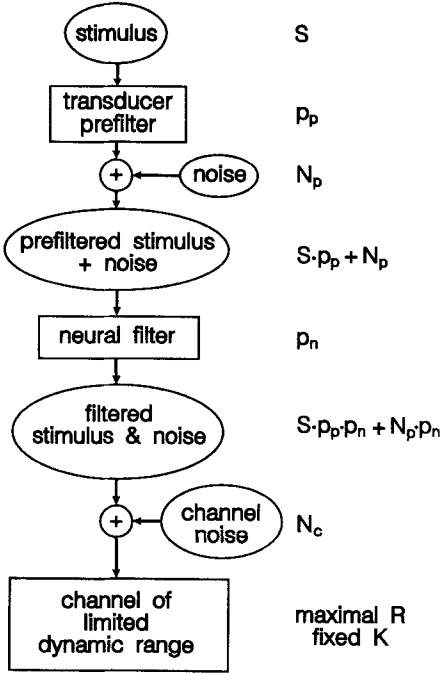 stimulus
S
transducer
prefilter
pₚ
+
noise
Nₚ
prefiltered stimulus
+ noise
S·pₚ + Nₚ
neural filter
pₙ
filtered
stimulus & noise
S·pₚ·pₙ + Nₚ·pₙ
+
channel
noise
N_c
channel of
limited
dynamic range
maximal R
fixed K